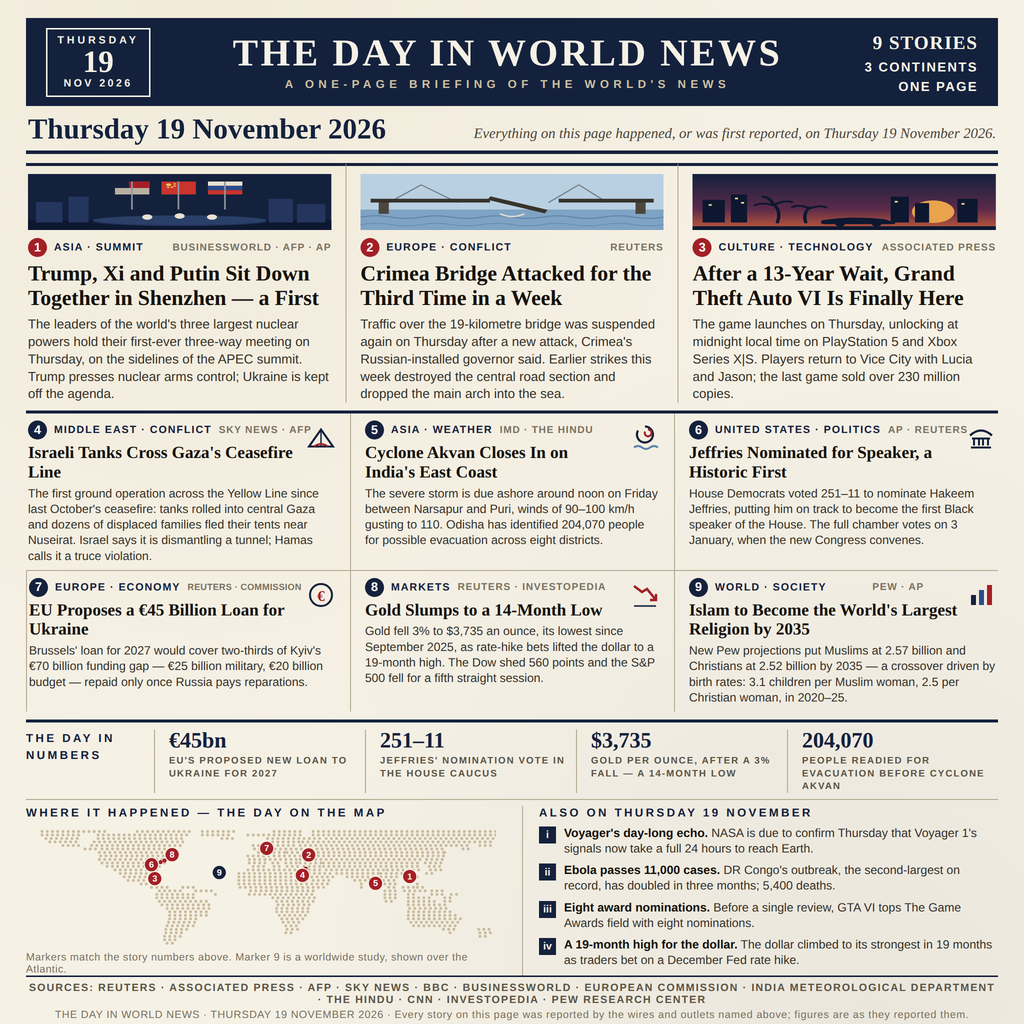 THURSDAY
19
NOV 2026
THE DAY IN WORLD NEWS
A ONE-PAGE BRIEFING OF THE WORLD'S NEWS
9 STORIES
3 CONTINENTS
ONE PAGE
Thursday 19 November 2026
Everything on this page happened, or was first reported, on Thursday 19 November 2026.
1 ASIA · SUMMIT BUSINESSWORLD · AFP · AP
Trump, Xi and Putin Sit Down
Together in Shenzhen — a First
The leaders of the world's three largest nuclear
powers hold their first-ever three-way meeting on
Thursday, on the sidelines of the APEC summit.
Trump presses nuclear arms control; Ukraine is kept
off the agenda.
2 EUROPE · CONFLICT REUTERS
Crimea Bridge Attacked for the
Third Time in a Week
Traffic over the 19-kilometre bridge was suspended
again on Thursday after a new attack, Crimea's
Russian-installed governor said. Earlier strikes this
week destroyed the central road section and
dropped the main arch into the sea.
3 CULTURE · TECHNOLOGY ASSOCIATED PRESS
After a 13-Year Wait, Grand
Theft Auto VI Is Finally Here
The game launches on Thursday, unlocking at
midnight local time on PlayStation 5 and Xbox
Series X|S. Players return to Vice City with Lucia
and Jason; the last game sold over 230 million
copies.
4 MIDDLE EAST · CONFLICT SKY NEWS · AFP
Israeli Tanks Cross Gaza's Ceasefire
Line
The first ground operation across the Yellow Line since
last October's ceasefire: tanks rolled into central Gaza
and dozens of displaced families fled their tents near
Nuseirat. Israel says it is dismantling a tunnel; Hamas
calls it a truce violation.
5 ASIA · WEATHER IMD · THE HINDU
Cyclone Akvan Closes In on
India's East Coast
The severe storm is due ashore around noon on Friday
between Narsapur and Puri, winds of 90–100 km/h
gusting to 110. Odisha has identified 204,070 people
for possible evacuation across eight districts.
6 UNITED STATES · POLITICS AP · REUTERS
Jeffries Nominated for Speaker, a
Historic First
House Democrats voted 251–11 to nominate Hakeem
Jeffries, putting him on track to become the first Black
speaker of the House. The full chamber votes on 3
January, when the new Congress convenes.
7 EUROPE · ECONOMY REUTERS · COMMISSION
€
EU Proposes a €45 Billion Loan for
Ukraine
Brussels' loan for 2027 would cover two-thirds of Kyiv's
€70 billion funding gap — €25 billion military, €20 billion
budget — repaid only once Russia pays reparations.
8 MARKETS REUTERS · INVESTOPEDIA
Gold Slumps to a 14-Month Low
Gold fell 3% to $3,735 an ounce, its lowest since
September 2025, as rate-hike bets lifted the dollar to a
19-month high. The Dow shed 560 points and the S&P
500 fell for a fifth straight session.
9 WORLD · SOCIETY PEW · AP
Islam to Become the World's Largest
Religion by 2035
New Pew projections put Muslims at 2.57 billion and
Christians at 2.52 billion by 2035 — a crossover driven by
birth rates: 3.1 children per Muslim woman, 2.5 per
Christian woman, in 2020–25.
THE DAY IN
NUMBERS
€45bn
EU'S PROPOSED NEW LOAN TO
UKRAINE FOR 2027
251–11
JEFFRIES' NOMINATION VOTE IN
THE HOUSE CAUCUS
$3,735
GOLD PER OUNCE, AFTER A 3%
FALL — A 14-MONTH LOW
204,070
PEOPLE READIED FOR
EVACUATION BEFORE CYCLONE
AKVAN
WHERE IT HAPPENED — THE DAY ON THE MAP
7
8
2
6
9
4
3
5
1
Markers match the story numbers above. Marker 9 is a worldwide study, shown over the
Atlantic.
ALSO ON THURSDAY 19 NOVEMBER
i Voyager's day-long echo. NASA is due to confirm Thursday that Voyager 1's
signals now take a full 24 hours to reach Earth.
ii Ebola passes 11,000 cases. DR Congo's outbreak, the second-largest on
record, has doubled in three months; 5,400 deaths.
iii Eight award nominations. Before a single review, GTA VI tops The Game
Awards field with eight nominations.
iv A 19-month high for the dollar. The dollar climbed to its strongest in 19 months
as traders bet on a December Fed rate hike.
SOURCES: REUTERS · ASSOCIATED PRESS · AFP · SKY NEWS · BBC · BUSINESSWORLD · EUROPEAN COMMISSION · INDIA METEOROLOGICAL DEPARTMENT
· THE HINDU · CNN · INVESTOPEDIA · PEW RESEARCH CENTER
THE DAY IN WORLD NEWS · THURSDAY 19 NOVEMBER 2026 · Every story on this page was reported by the wires and outlets named above; figures are as they reported them.